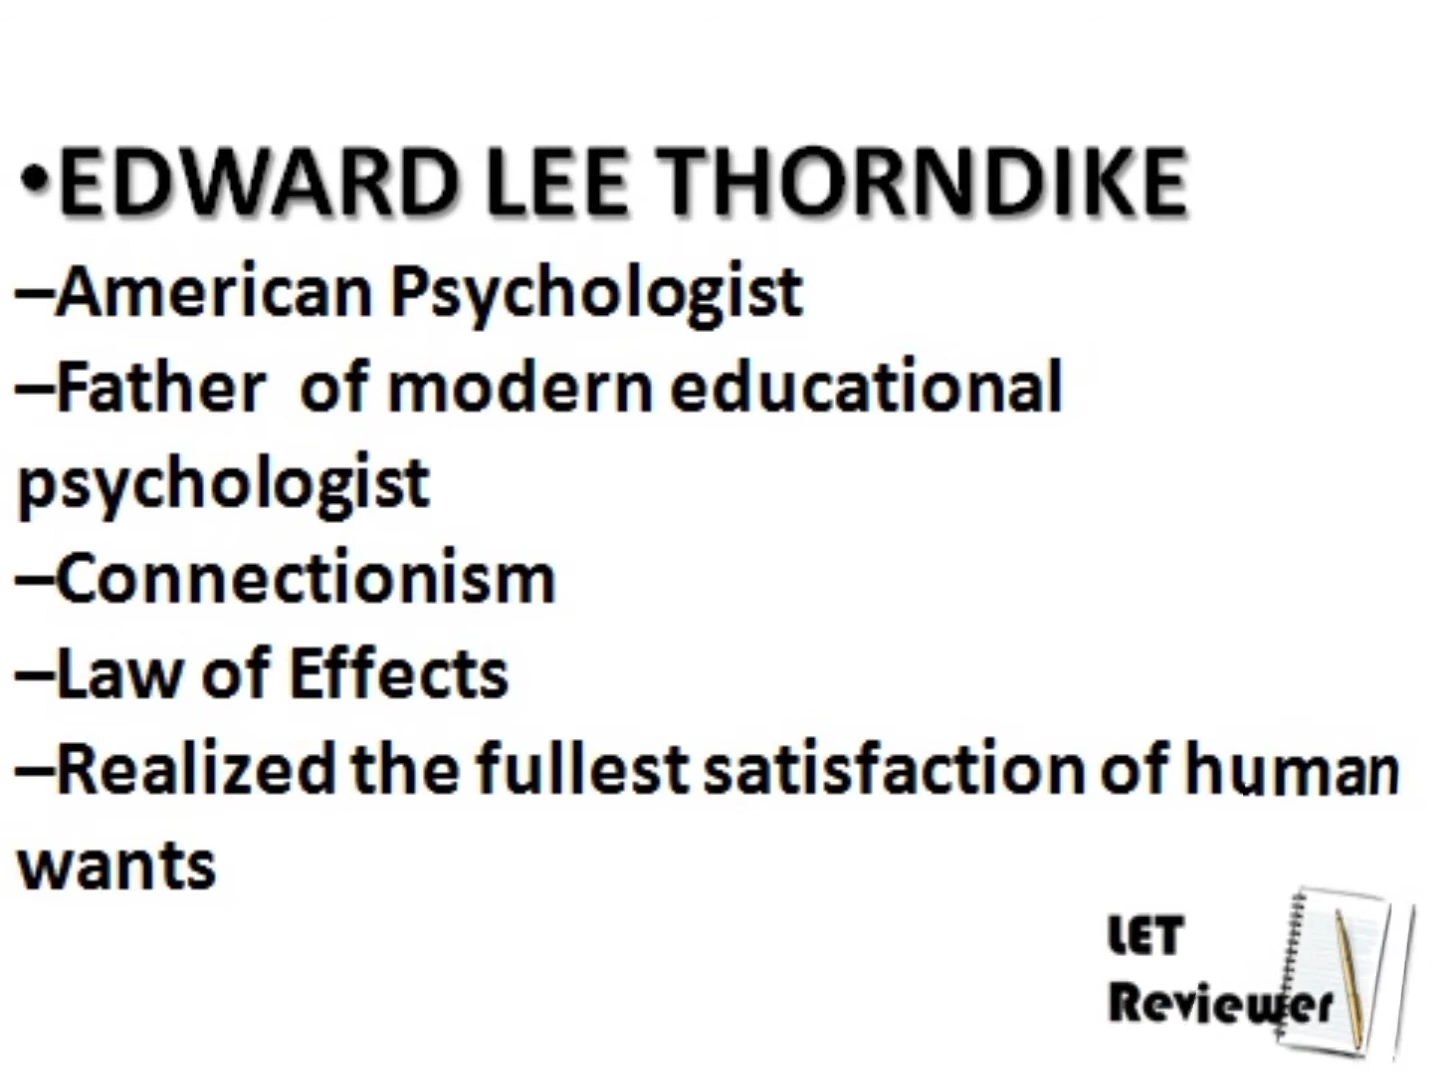 •EDWARD LEE THORNDIKE
–American Psychologist
–Father of modern educational
psychologist
–Connectionism
–Law of Effects
–Realized the fullest satisfaction of human
wants
LET
Reviewer